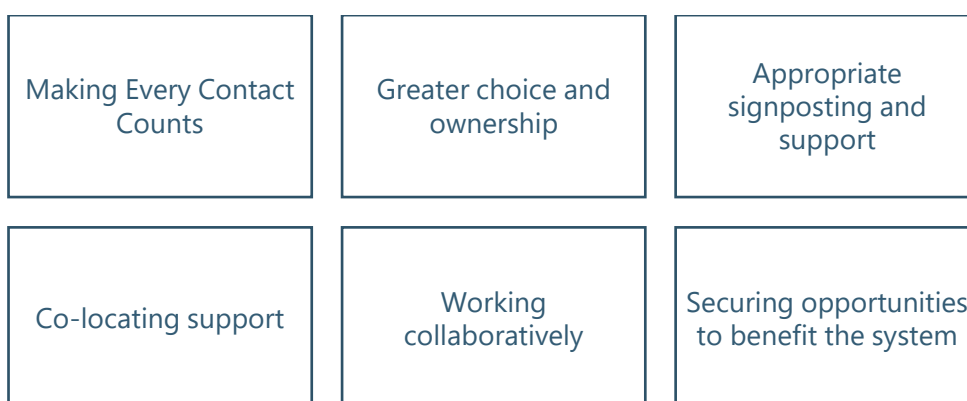 Making Every Contact
Counts
Greater choice and
ownership
Appropriate
signposting and
support
Co-locating support
Working
collaboratively
Securing opportunities
to benefit the system